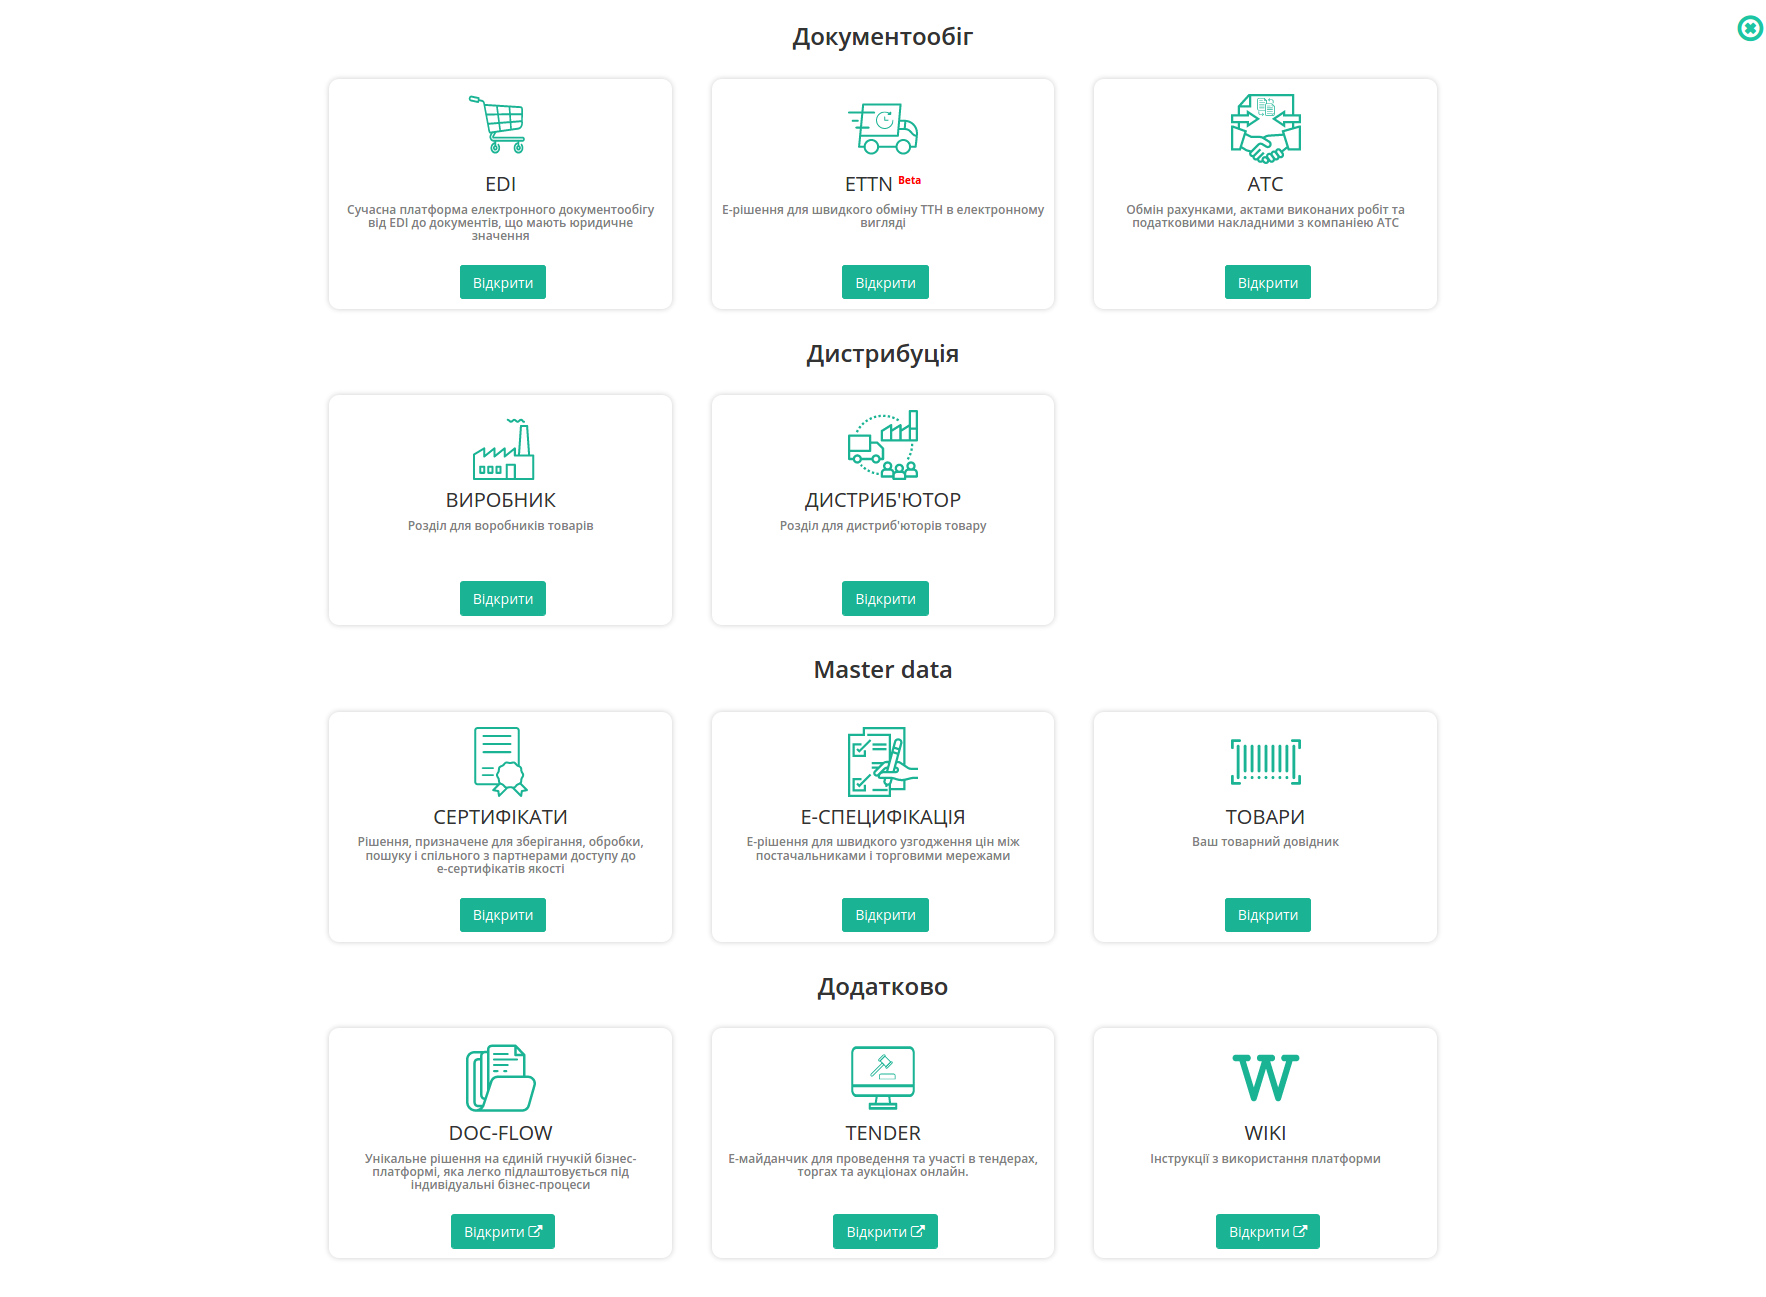 Документообіг
EDI
Сучасна платформа електронного документообігу
від EDI до документів, що мають юридичне
значення
Відкрити
ETTN Beta
Е-рішення для швидкого обміну ТТН в електронному
вигляді
Відкрити
АТС
Обмін рахунками, актами виконаних робіт та
податковими накладними з компанією АТС
Відкрити
Дистрибуція
ВИРОБНИК
Розділ для воробників товарів
Відкрити
ДИСТРИБ'ЮТОР
Розділ для дистриб'юторів товару
Відкрити
Master data
СЕРТИФІКАТИ
Рішення, призначене для зберігання, обробки,
пошуку і спільного з партнерами доступу до
е-сертифікатів якості
Відкрити
Е-СПЕЦИФІКАЦІЯ
Е-рішення для швидкого узгодження цін між
постачальниками і торговими мережами
Відкрити
ТОВАРИ
Ваш товарний довідник
Відкрити
Додатково
DOC-FLOW
Унікальне рішення на єдиній гнучкій бізнес-
платформі, яка легко підлаштовується під
індивідуальні бізнес-процеси
Відкрити
TENDER
Е-майданчик для проведення та участі в тендерах,
торгах та аукціонах онлайн.
Відкрити
W
WIKI
Інструкції з використання платформи
Відкрити